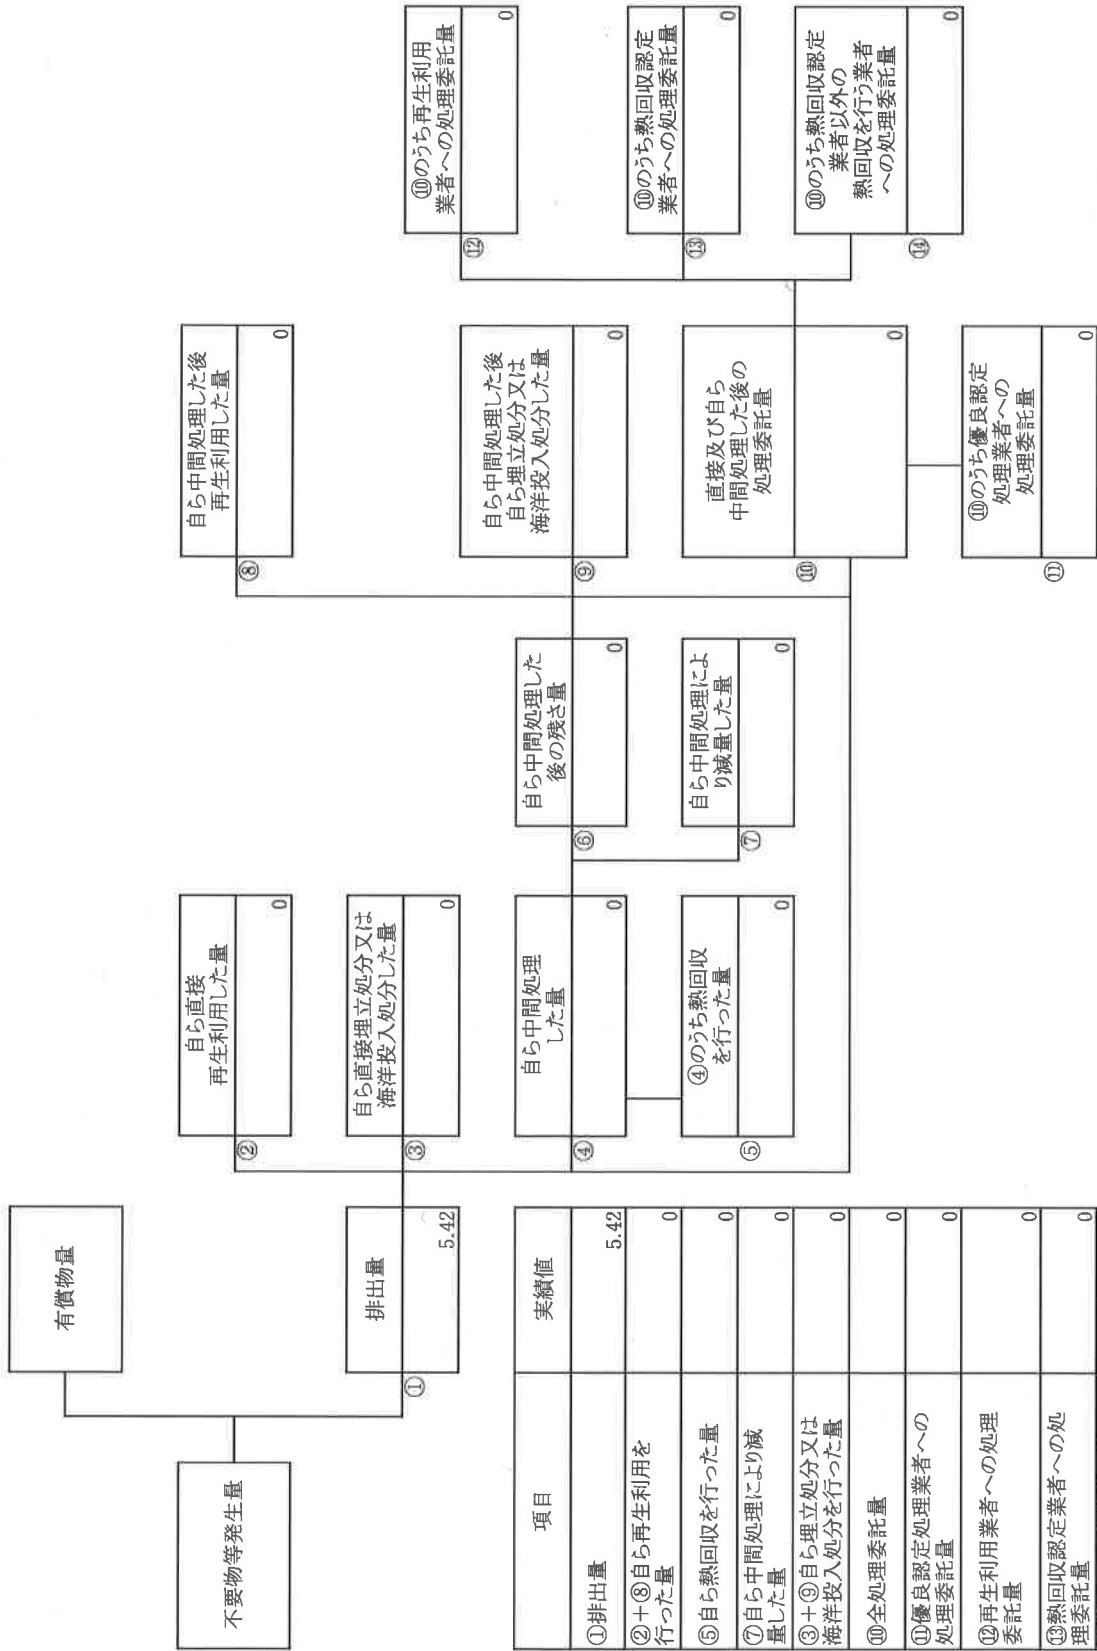 不要物等発生量
有償物量
①
排出量
5.42
②
自ら直接
再生利用した量
0
③
自ら直接埋立処分又は
海洋投入処分した量
0
④
自ら中間処理
した量
0
⑤
④のうち熱回収
を行った量
0
⑥
自ら中間処理した
後の残さ量
0
⑦
自ら中間処理によ
り減量した量
0
⑧
自ら中間処理した後
再生利用した量
0
⑨
自ら中間処理した後
自ら埋立処分又は
海洋投入処分した量
0
⑩
直接及び自ら
中間処理した後の
処理委託量
0
⑪
⑩のうち優良認定
処理業者への
処理委託量
0
⑫
⑩のうち再生利用
業者への処理委託量
0
⑬
⑩のうち熱回収認定
業者への処理委託量
0
⑭
⑩のうち熱回収認定
業者以外の
熱回収を行う業者
への処理委託量
0
項目 実績値
①排出量 5.42
②+⑧自ら再生利用を
行った量 0
⑤自ら熱回収を行った量 0
⑦自ら中間処理により減
量した量 0
③+⑨自ら埋立処分又は
海洋投入処分を行った量 0
⑩全処理委託量 0
⑪優良認定処理業者への
処理委託量 0
⑫再生利用業者への処理
委託量 0
⑬熱回収認定業者への処
理委託量 0